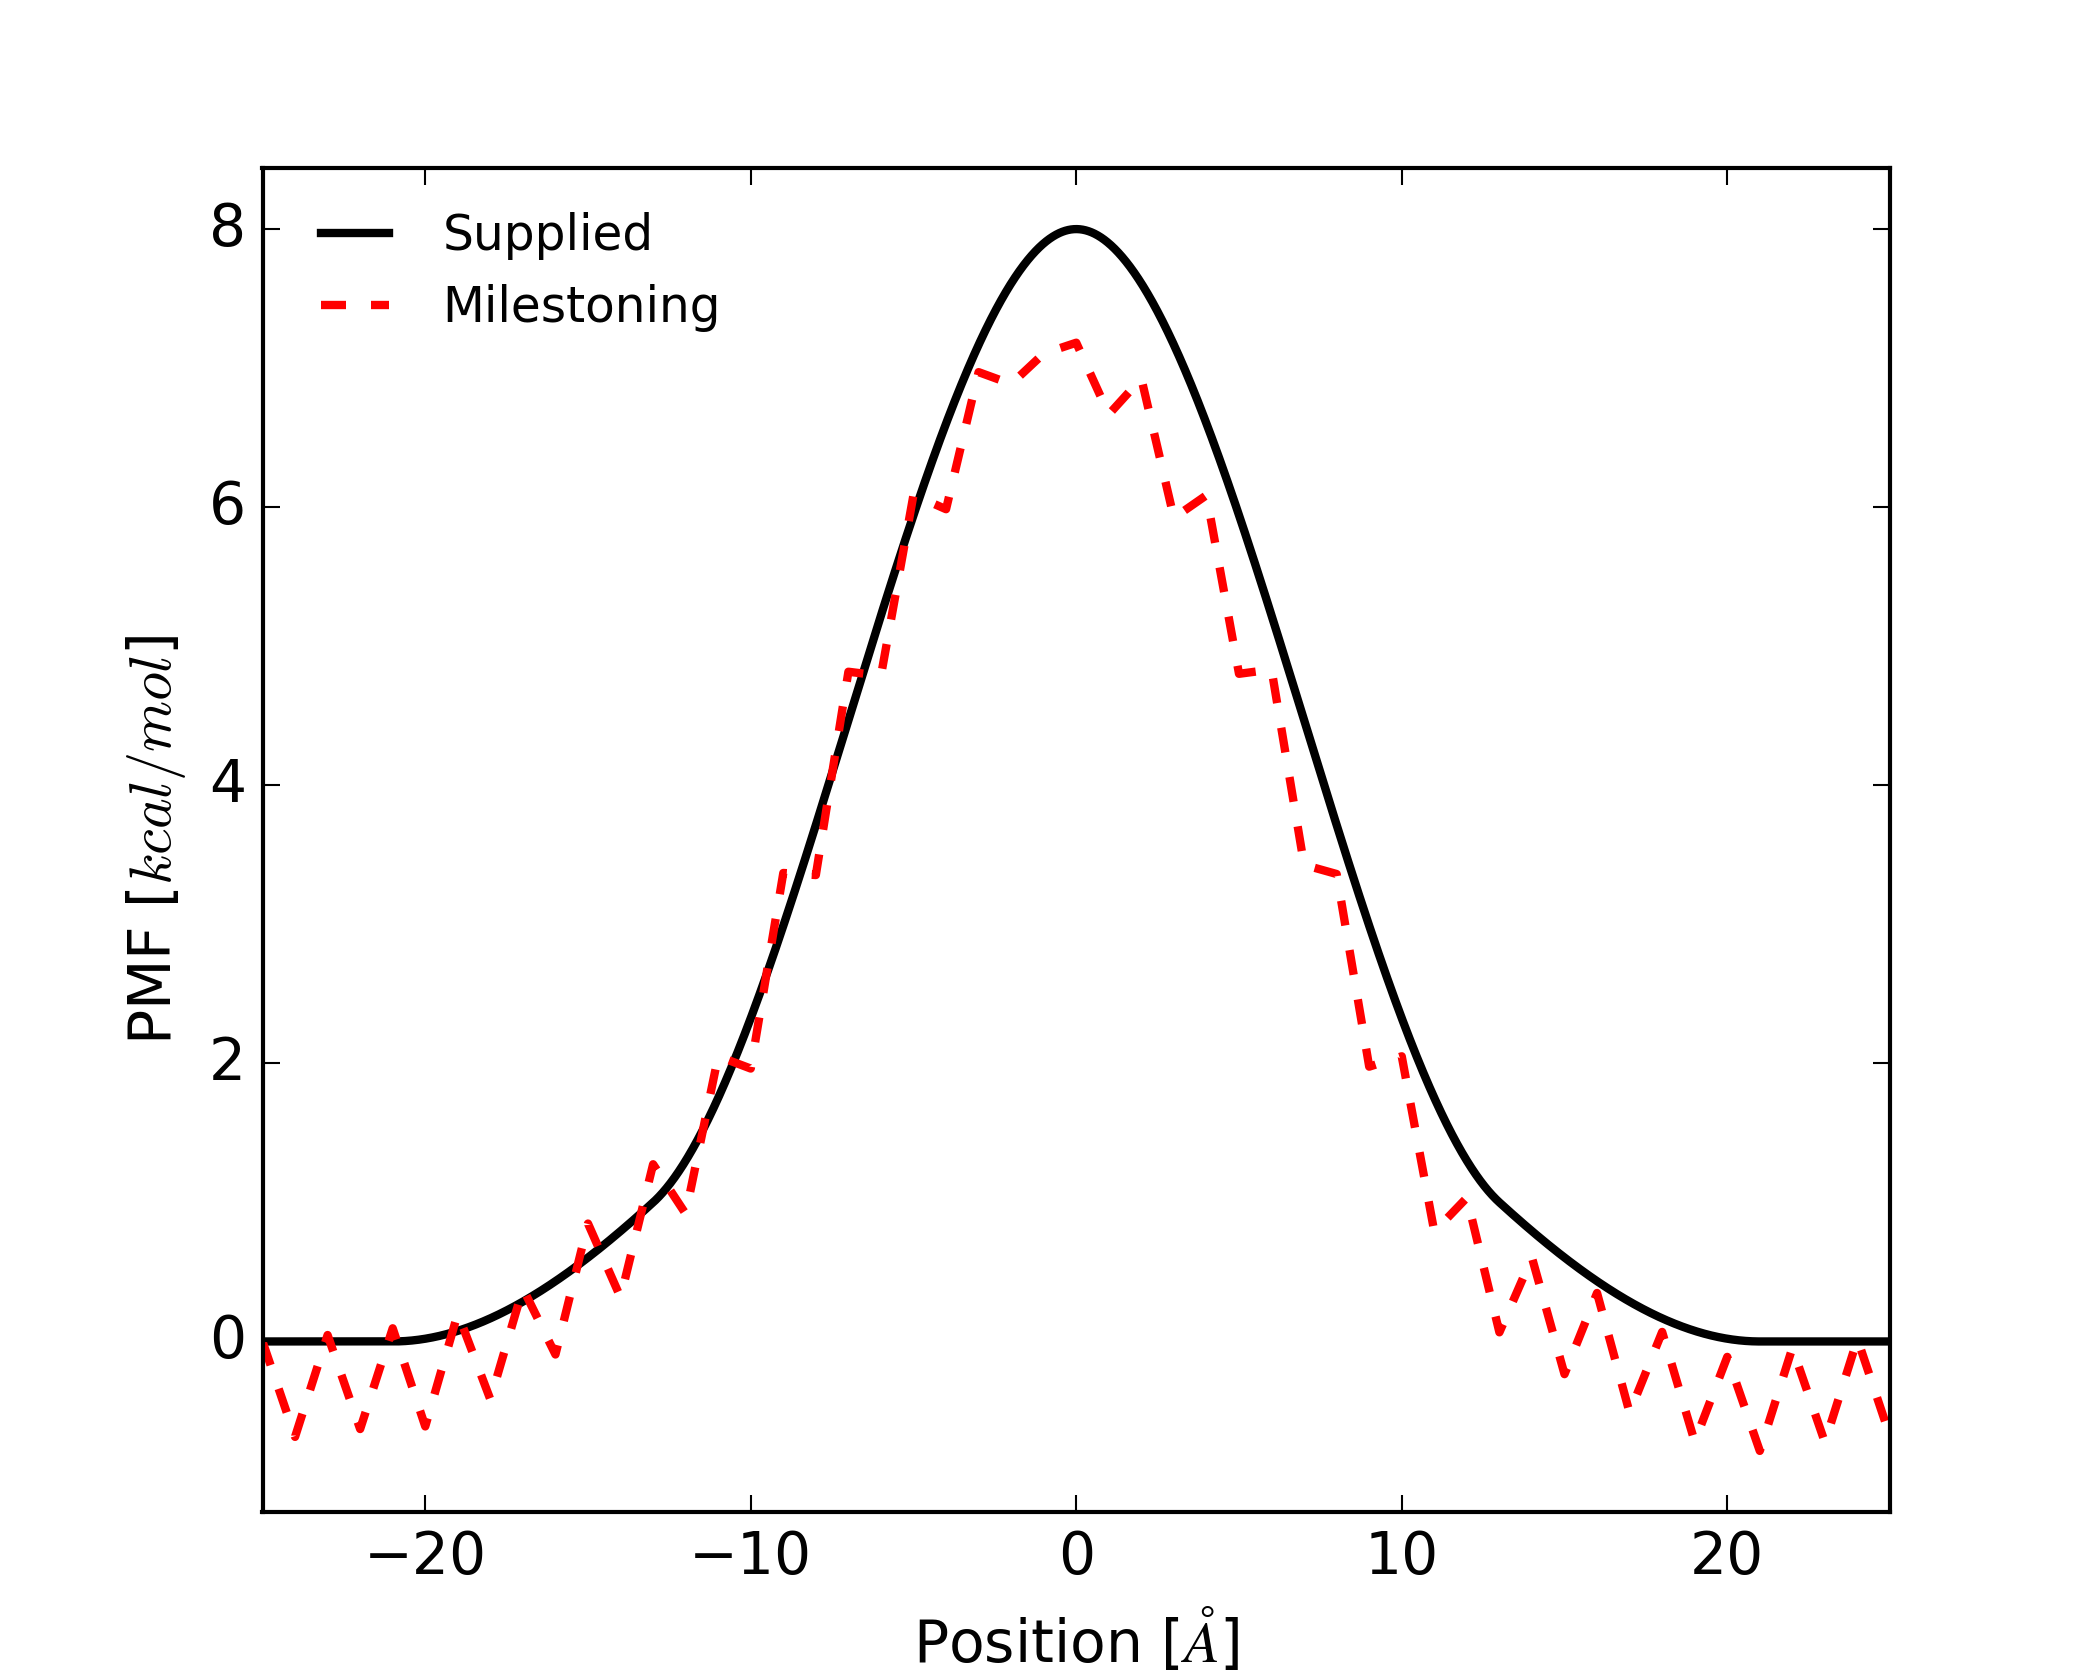 Supplied
Milestoning
8
6
4
2
0
PMF [kcal/mol]
−20 −10 0 10 20
Position [Å]